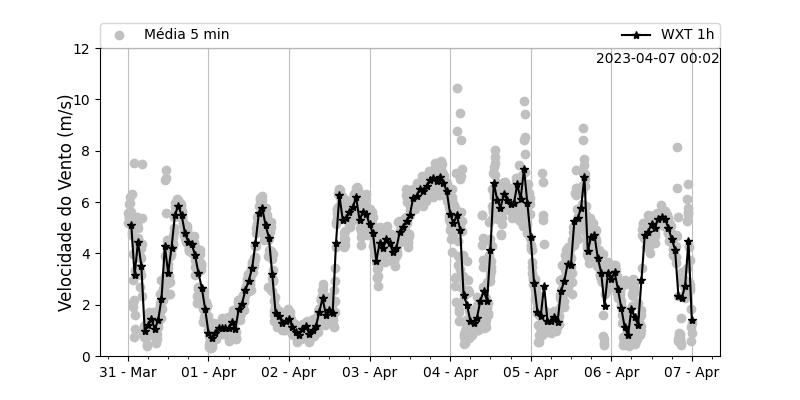 Média 5 min
WXT 1h
2023-04-07 00:02
Velocidade do Vento (m/s)
12
10
8
6
4
2
0
31 - Mar
01 - Apr
02 - Apr
03 - Apr
04 - Apr
05 - Apr
06 - Apr
07 - Apr